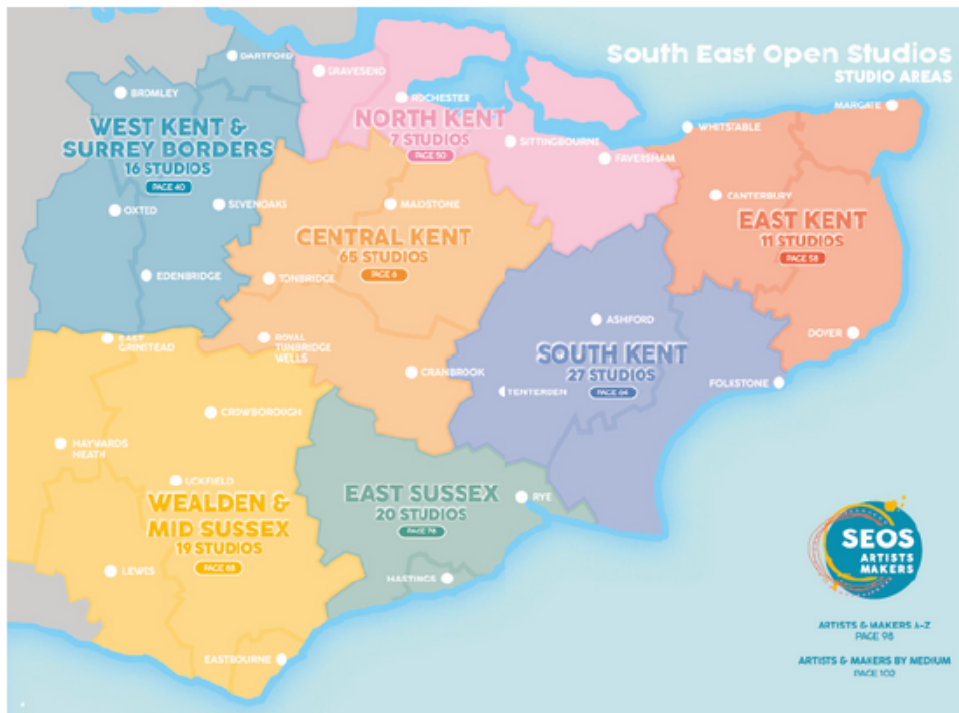 South East Open Studios
STUDIO AREAS
DARTFORD
GRAVESEND
BROMLEY
ROCHESTER
MARGATE
WEST KENT &
SURREY BORDERS
16 STUDIOS
PAGE 40
NORTH KENT
7 STUDIOS
PAGE 50
SITTINGBOURNE
WHITSTABLE
FAVERSHAM
OXTED
SEVENOAKS
MAIDSTONE
CANTERBURY
CENTRAL KENT
65 STUDIOS
PAGE 6
EAST KENT
11 STUDIOS
PAGE 58
EDENBRIDGE
TONBRIDGE
EAST
GRINSTEAD
ROYAL
TUNBRIDGE
WELLS
ASHFORD
DOVER
SOUTH KENT
27 STUDIOS
PAGE 64
CRANBROOK
TENTERDEN
FOLKSTONE
CROWBOROUGH
HAYWARDS
HEATH
UCKFIELD
WEALDEN &
MID SUSSEX
19 STUDIOS
PAGE 88
EAST SUSSEX
20 STUDIOS
PAGE 78
RYE
LEWES
HASTINGS
EASTBOURNE
SEOS
ARTISTS
MAKERS
ARTISTS & MAKERS A-Z
PAGE 98
ARTISTS & MAKERS BY MEDIUM
PAGE 102
4